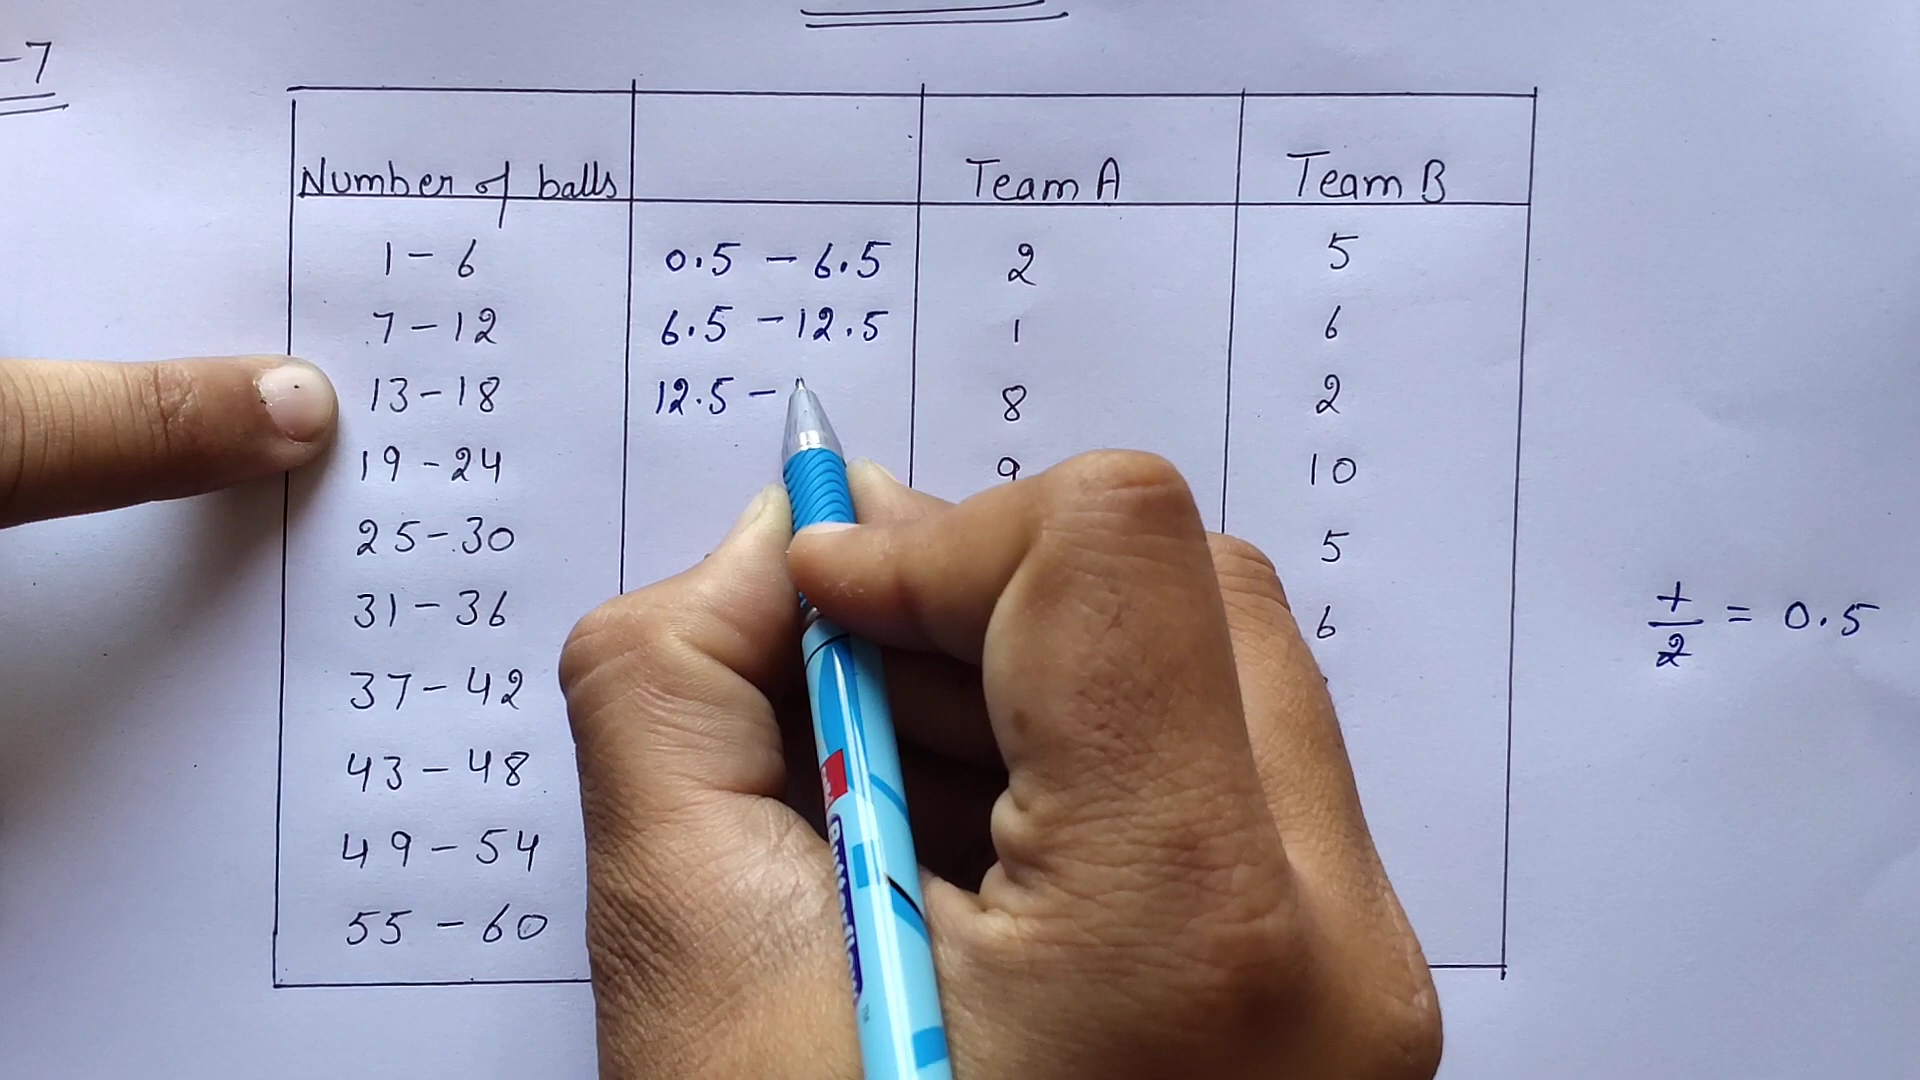 -7
Number of balls Team A Team B
1-6 0.5 - 6.5 2 5
7-12 6.5 - 12.5 1 6
13-18 12.5 - 8 2
19-24 9 10
25-30 5
31-36 6
37-42
43-48
49-54
55-60
1/2 = 0.5
Butterflow